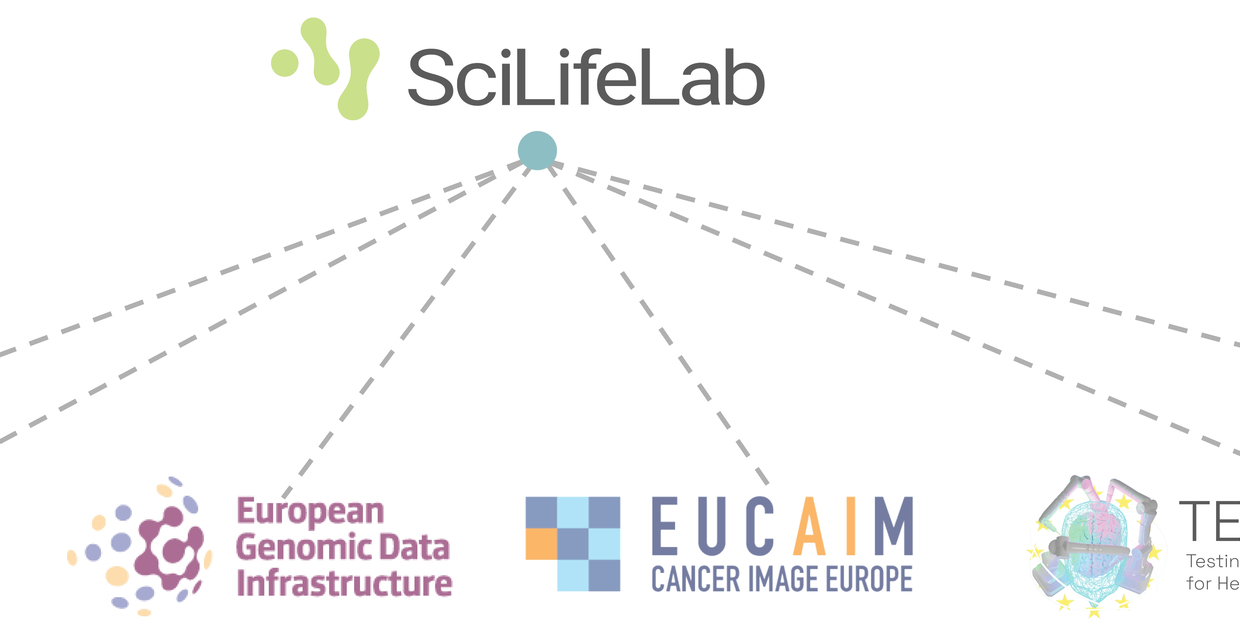 SciLifeLab
European
Genomic Data
Infrastructure
EUCAIM
CANCER IMAGE EUROPE
TE
Testin
for He